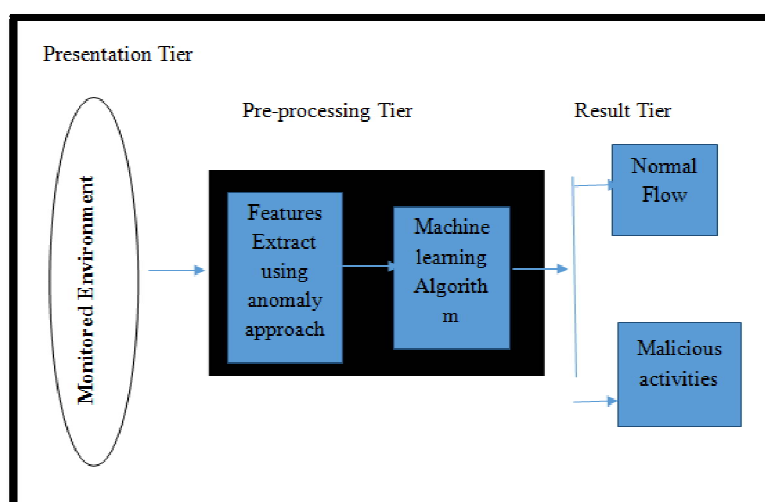 Presentation Tier
Pre-processing Tier
Result Tier
Monitored Environment
Features
Extract
using
anomaly
approach
Machine
learning
Algorith
m
Normal
Flow
Malicious
activities